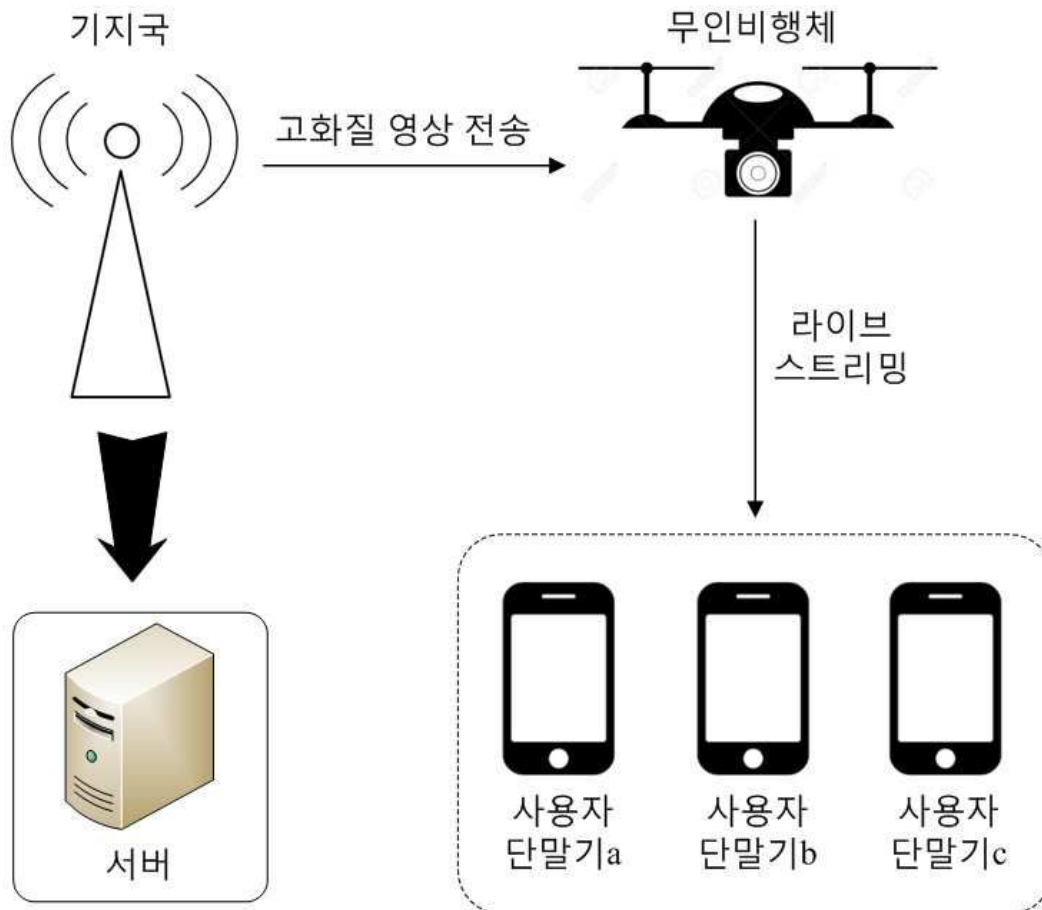 기지국
무인비행체
고화질 영상 전송
라이브
스트리밍
서버
사용자
단말기a
사용자
단말기b
사용자
단말기c